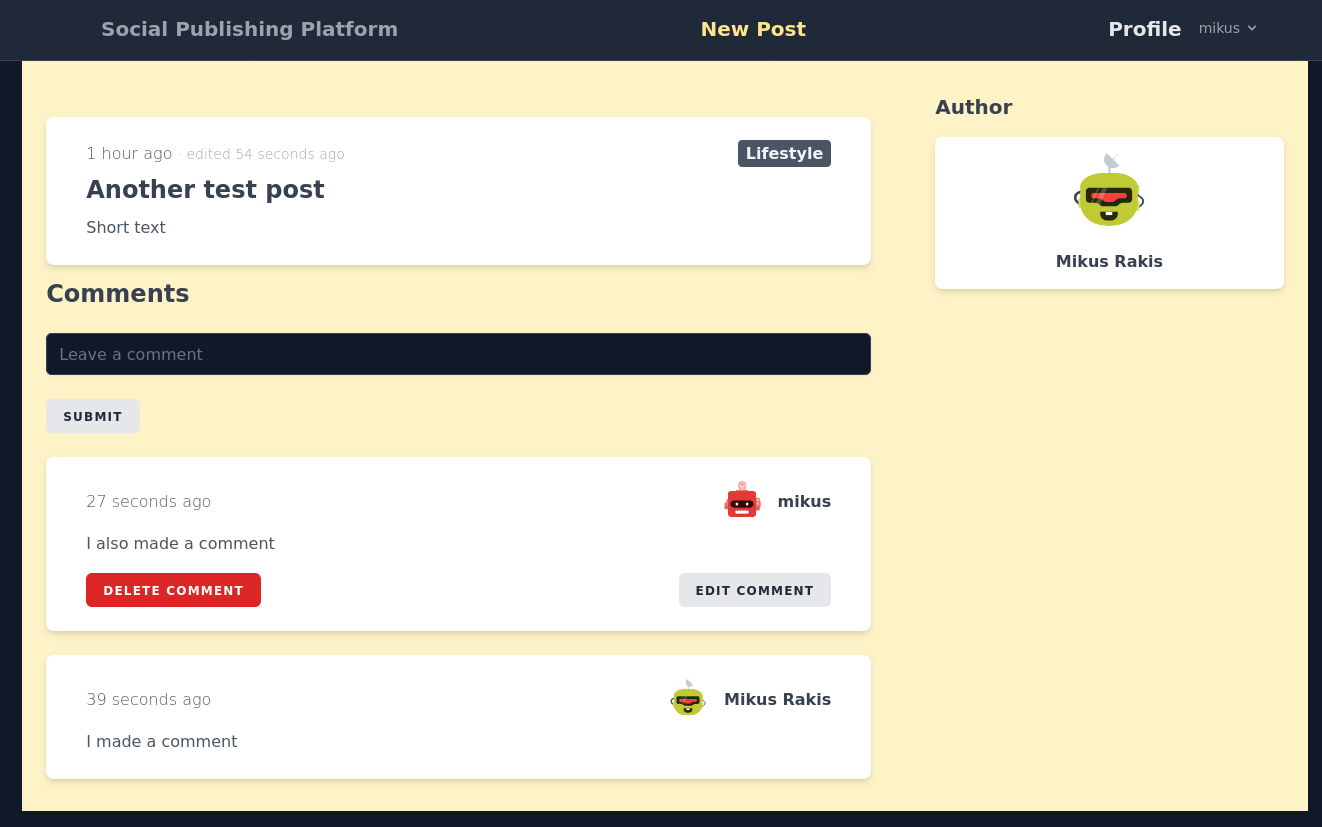 Social Publishing Platform
New Post
Profile
mikus
1 hour ago · edited 54 seconds ago
Lifestyle
Another test post
Short text
Author
Mikus Rakis
Comments
Leave a comment
SUBMIT
27 seconds ago
mikus
I also made a comment
DELETE COMMENT
EDIT COMMENT
39 seconds ago
Mikus Rakis
I made a comment